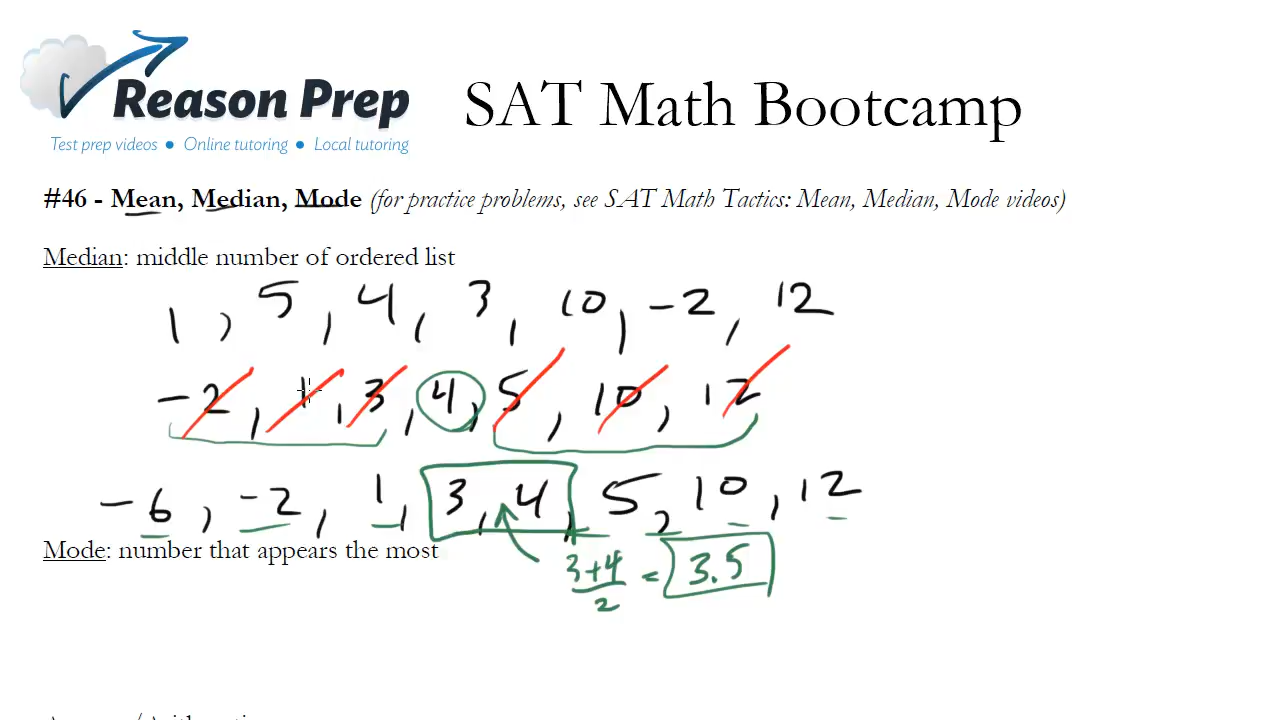 Reason Prep
Test prep videos ● Online tutoring ● Local tutoring
SAT Math Bootcamp
#46 - Mean, Median, Mode (for practice problems, see SAT Math Tactics: Mean, Median, Mode videos)
Median: middle number of ordered list
1, 5, 4, 3, 10, -2, 12
-2, 1, 3, 4, 5, 10, 12
-6, -2, 1, 3, 4, 5, 10, 12
Mode: number that appears the most
3+4
2
= 3.5